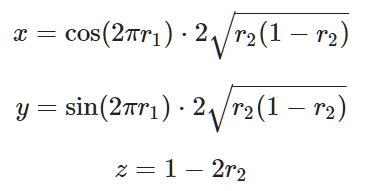 x = cos(2πr₁) · 2√(r₂(1 − r₂))
y = sin(2πr₁) · 2√(r₂(1 − r₂))
z = 1 − 2r₂